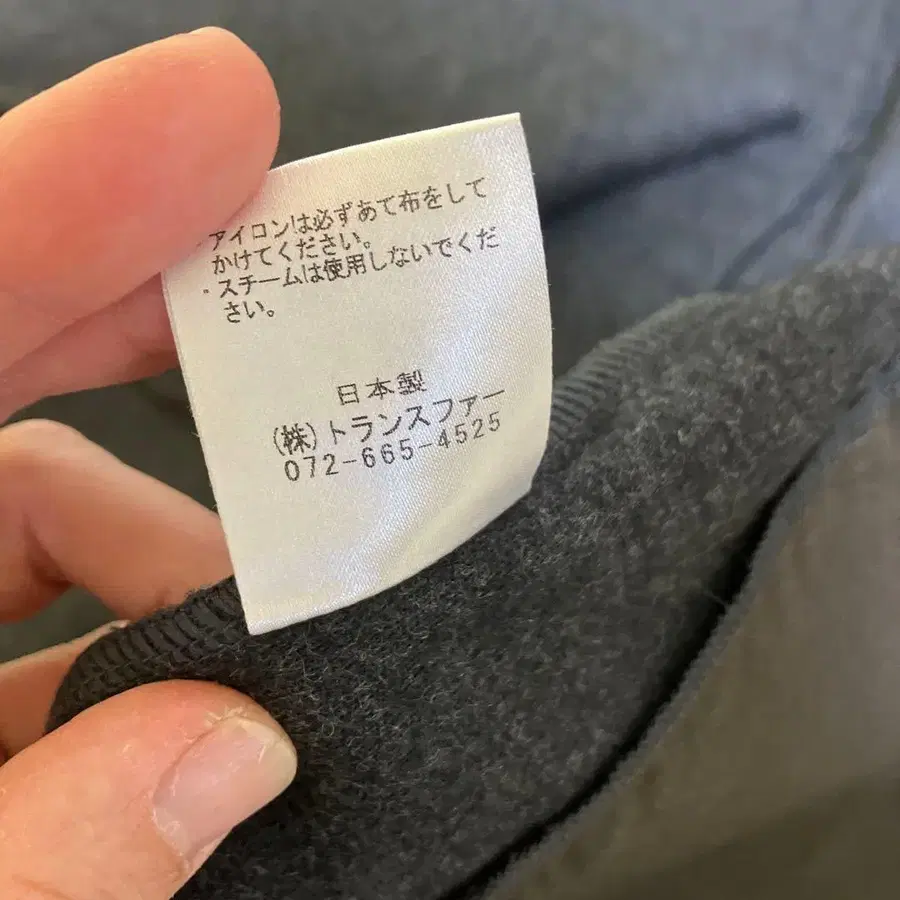 ・アイロンは必ずあて布をして
かけてください。
・スチームは使用しないでくだ
さい。
日本製
(株)トランスファー
072-665-4525